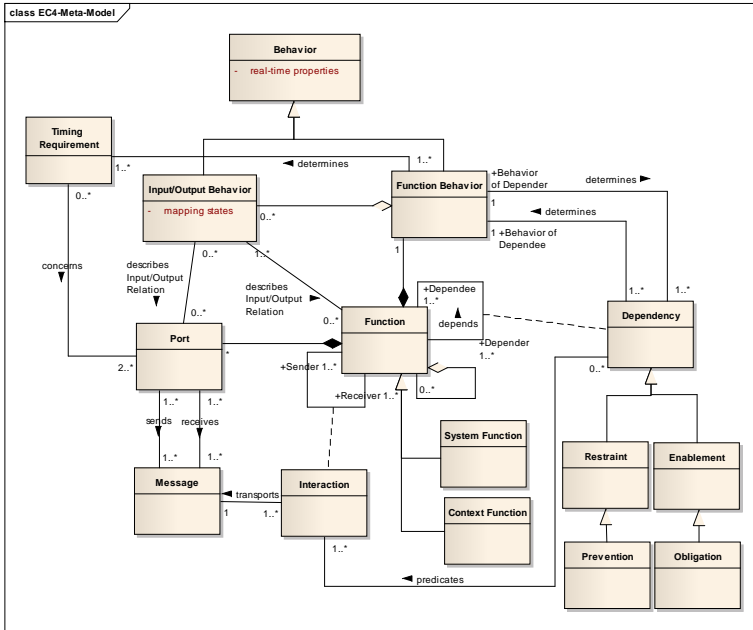 class EC4-Meta-Model
Behavior
- real-time properties
Timing
Requirement
1..*
determines
1..*
0..*
Input/Output Behavior
- mapping states
0..*
Function Behavior
+Behavior
of Depender
1
determines
determines
1
+Behavior of
Dependee
1
1..*
1..*
0..*
1..*
concerns
describes
Input/Output
Relation
describes
Input/Output
Relation
0..*
0..*
+Dependee
1..*
depends
+Depender
1..*
Function
Dependency
0..*
Port
*
2..*
+Sender 1..*
+Receiver 1..*
0..*
1..*
1..*
sends
receives
1..*
1..*
System Function
Context Function
Restraint
Enablement
Message
Interaction
transports
1
1..*
1..*
predicates
Prevention
Obligation